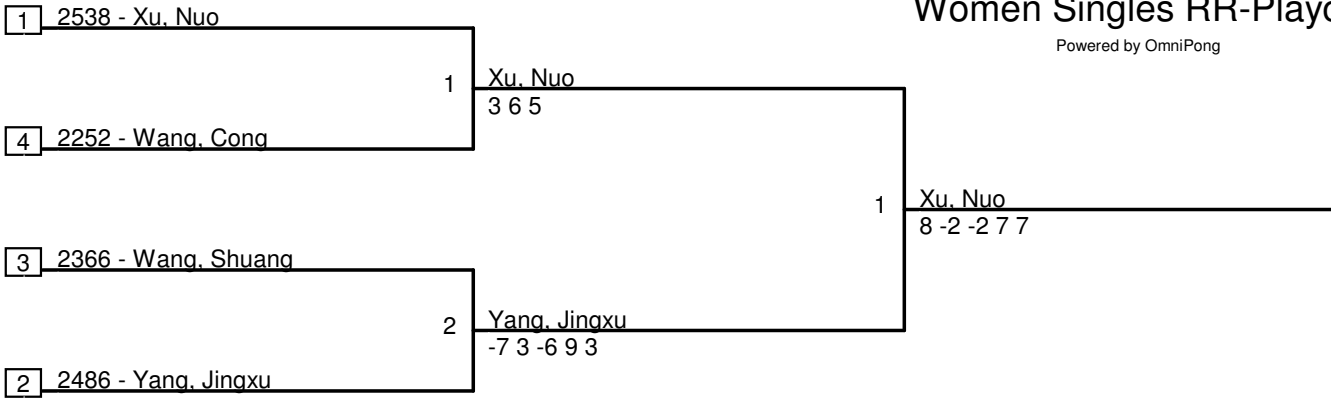 Women Singles RR-Playo
Powered by OmniPong
1 2538 - Xu, Nuo
1 Xu, Nuo
3 6 5
4 2252 - Wang, Cong
1 Xu, Nuo
8 -2 -2 7 7
3 2366 - Wang, Shuang
2 Yang, Jingxu
-7 3 -6 9 3
2 2486 - Yang, Jingxu